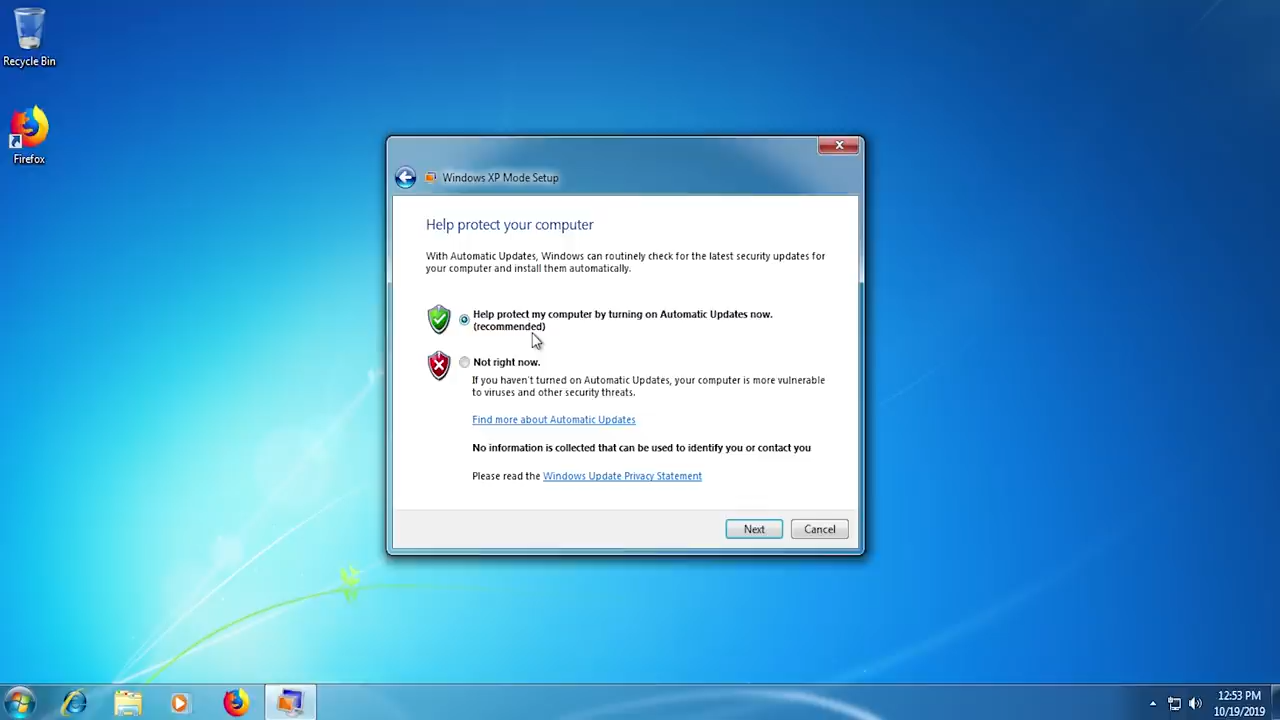 Recycle Bin
Firefox
Windows XP Mode Setup
Help protect your computer
With Automatic Updates, Windows can routinely check for the latest security updates for
your computer and install them automatically.
Help protect my computer by turning on Automatic Updates now.
(recommended)
Not right now.
If you haven't turned on Automatic Updates, your computer is more vulnerable
to viruses and other security threats.
Find more about Automatic Updates
No information is collected that can be used to identify you or contact you
Please read the Windows Update Privacy Statement
Next
Cancel
12:53 PM
10/19/2019